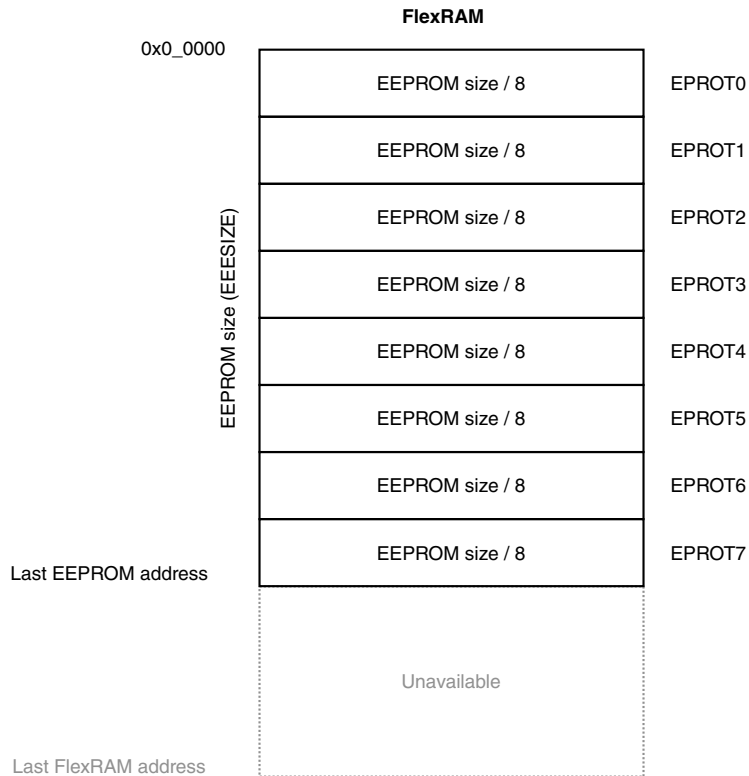 FlexRAM
0x0_0000
EEPROM size / 8 EPROT0
EEPROM size / 8 EPROT1
EEPROM size / 8 EPROT2
EEPROM size (EEESIZE)
EEPROM size / 8 EPROT3
EEPROM size / 8 EPROT4
EEPROM size / 8 EPROT5
EEPROM size / 8 EPROT6
EEPROM size / 8 EPROT7
Last EEPROM address
Unavailable
Last FlexRAM address